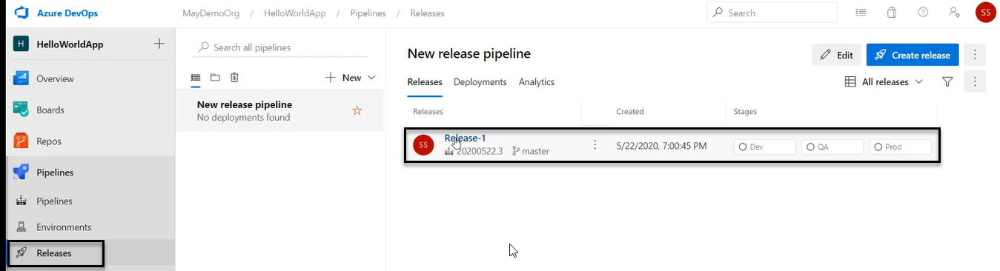 Azure DevOps
MayDemoOrg / HelloWorldApp / Pipelines / Releases
Search
SS
H HelloWorldApp
Overview
Boards
Repos
Pipelines
Pipelines
Environments
Releases
Search all pipelines
New
New release pipeline
No deployments found
New release pipeline
Edit
Create release
Releases Deployments Analytics
All releases
Releases Created Stages
SS
Release-1
20200522.3 master
5/22/2020, 7:00:45 PM
Dev QA Prod